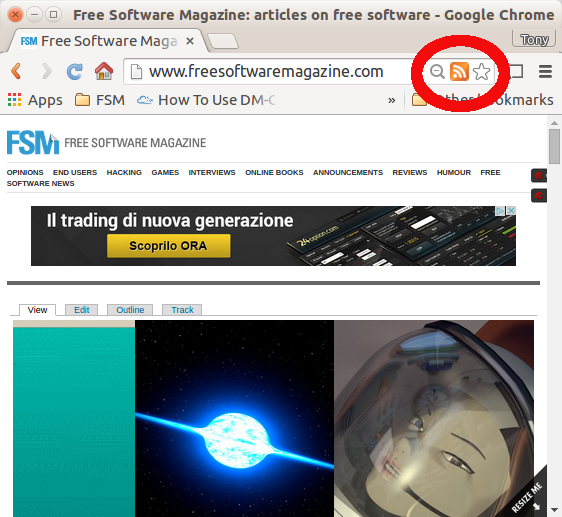 Free Software Magazine: articles on free software - Google Chrome
FSM Free Software Maga
Tony
www.freesoftwaremagazine.com
Apps FSM How To Use DM-C » Other Bookmarks
FSM FREE SOFTWARE MAGAZINE
OPINIONS END USERS HACKING GAMES INTERVIEWS ONLINE BOOKS ANNOUNCEMENTS REVIEWS HUMOUR FREE
SOFTWARE NEWS
Il trading di nuova generazione
Scoprilo ORA
24option.com
View Edit Outline Track
RESIZE ME